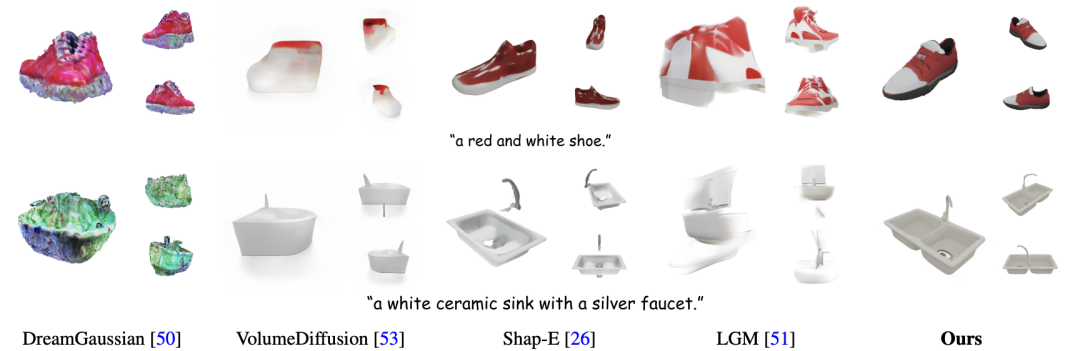 “a red and white shoe.”
“a white ceramic sink with a silver faucet.”
DreamGaussian [50] VolumeDiffusion [53] Shap-E [26] LGM [51] Ours